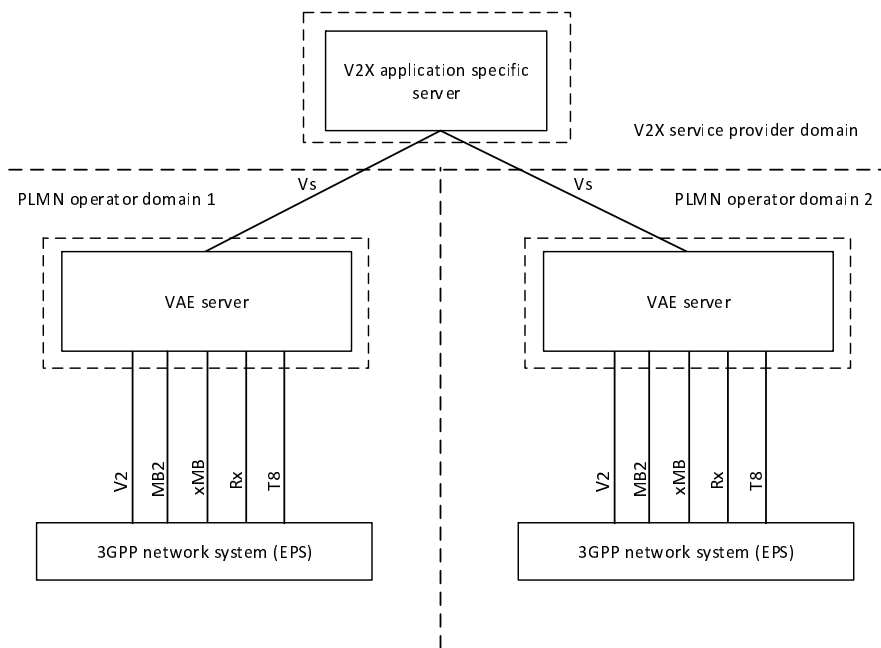 V2X application specific
server
V2X service provider domain
Vs
Vs
PLMN operator domain 1
PLMN operator domain 2
VAE server
VAE server
V2
MB2
xMB
Rx
T8
V2
MB2
xMB
Rx
T8
3GPP network system (EPS)
3GPP network system (EPS)